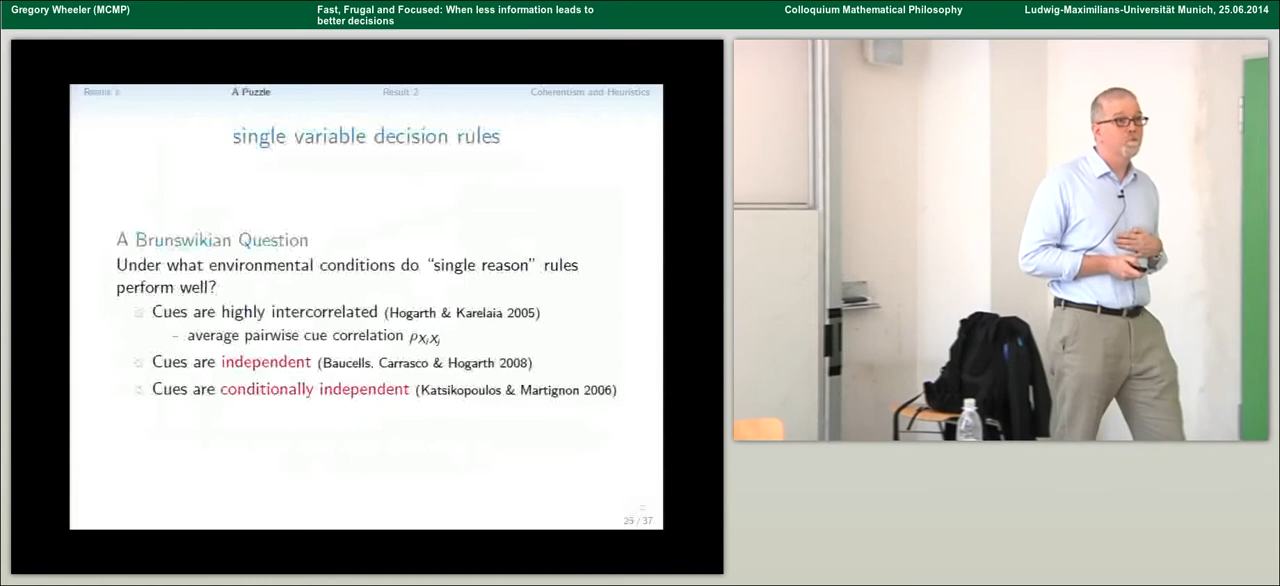 Gregory Wheeler (MCMP)
Fast, Frugal and Focused: When less information leads to
better decisions
Colloquium Mathematical Philosophy
Ludwig-Maximilians-Universität Munich, 25.06.2014
A Puzzle
Result 2
Coherentism and Heuristics
single variable decision rules
A Brunswikian Question
Under what environmental conditions do “single reason” rules
perform well?
Cues are highly intercorrelated (Hogarth & Karelaia 2005)
– average pairwise cue correlation ρXiXj
Cues are independent (Baucells, Carrasco & Hogarth 2008)
Cues are conditionally independent (Katsikopoulos & Martignon 2006)
25 / 37